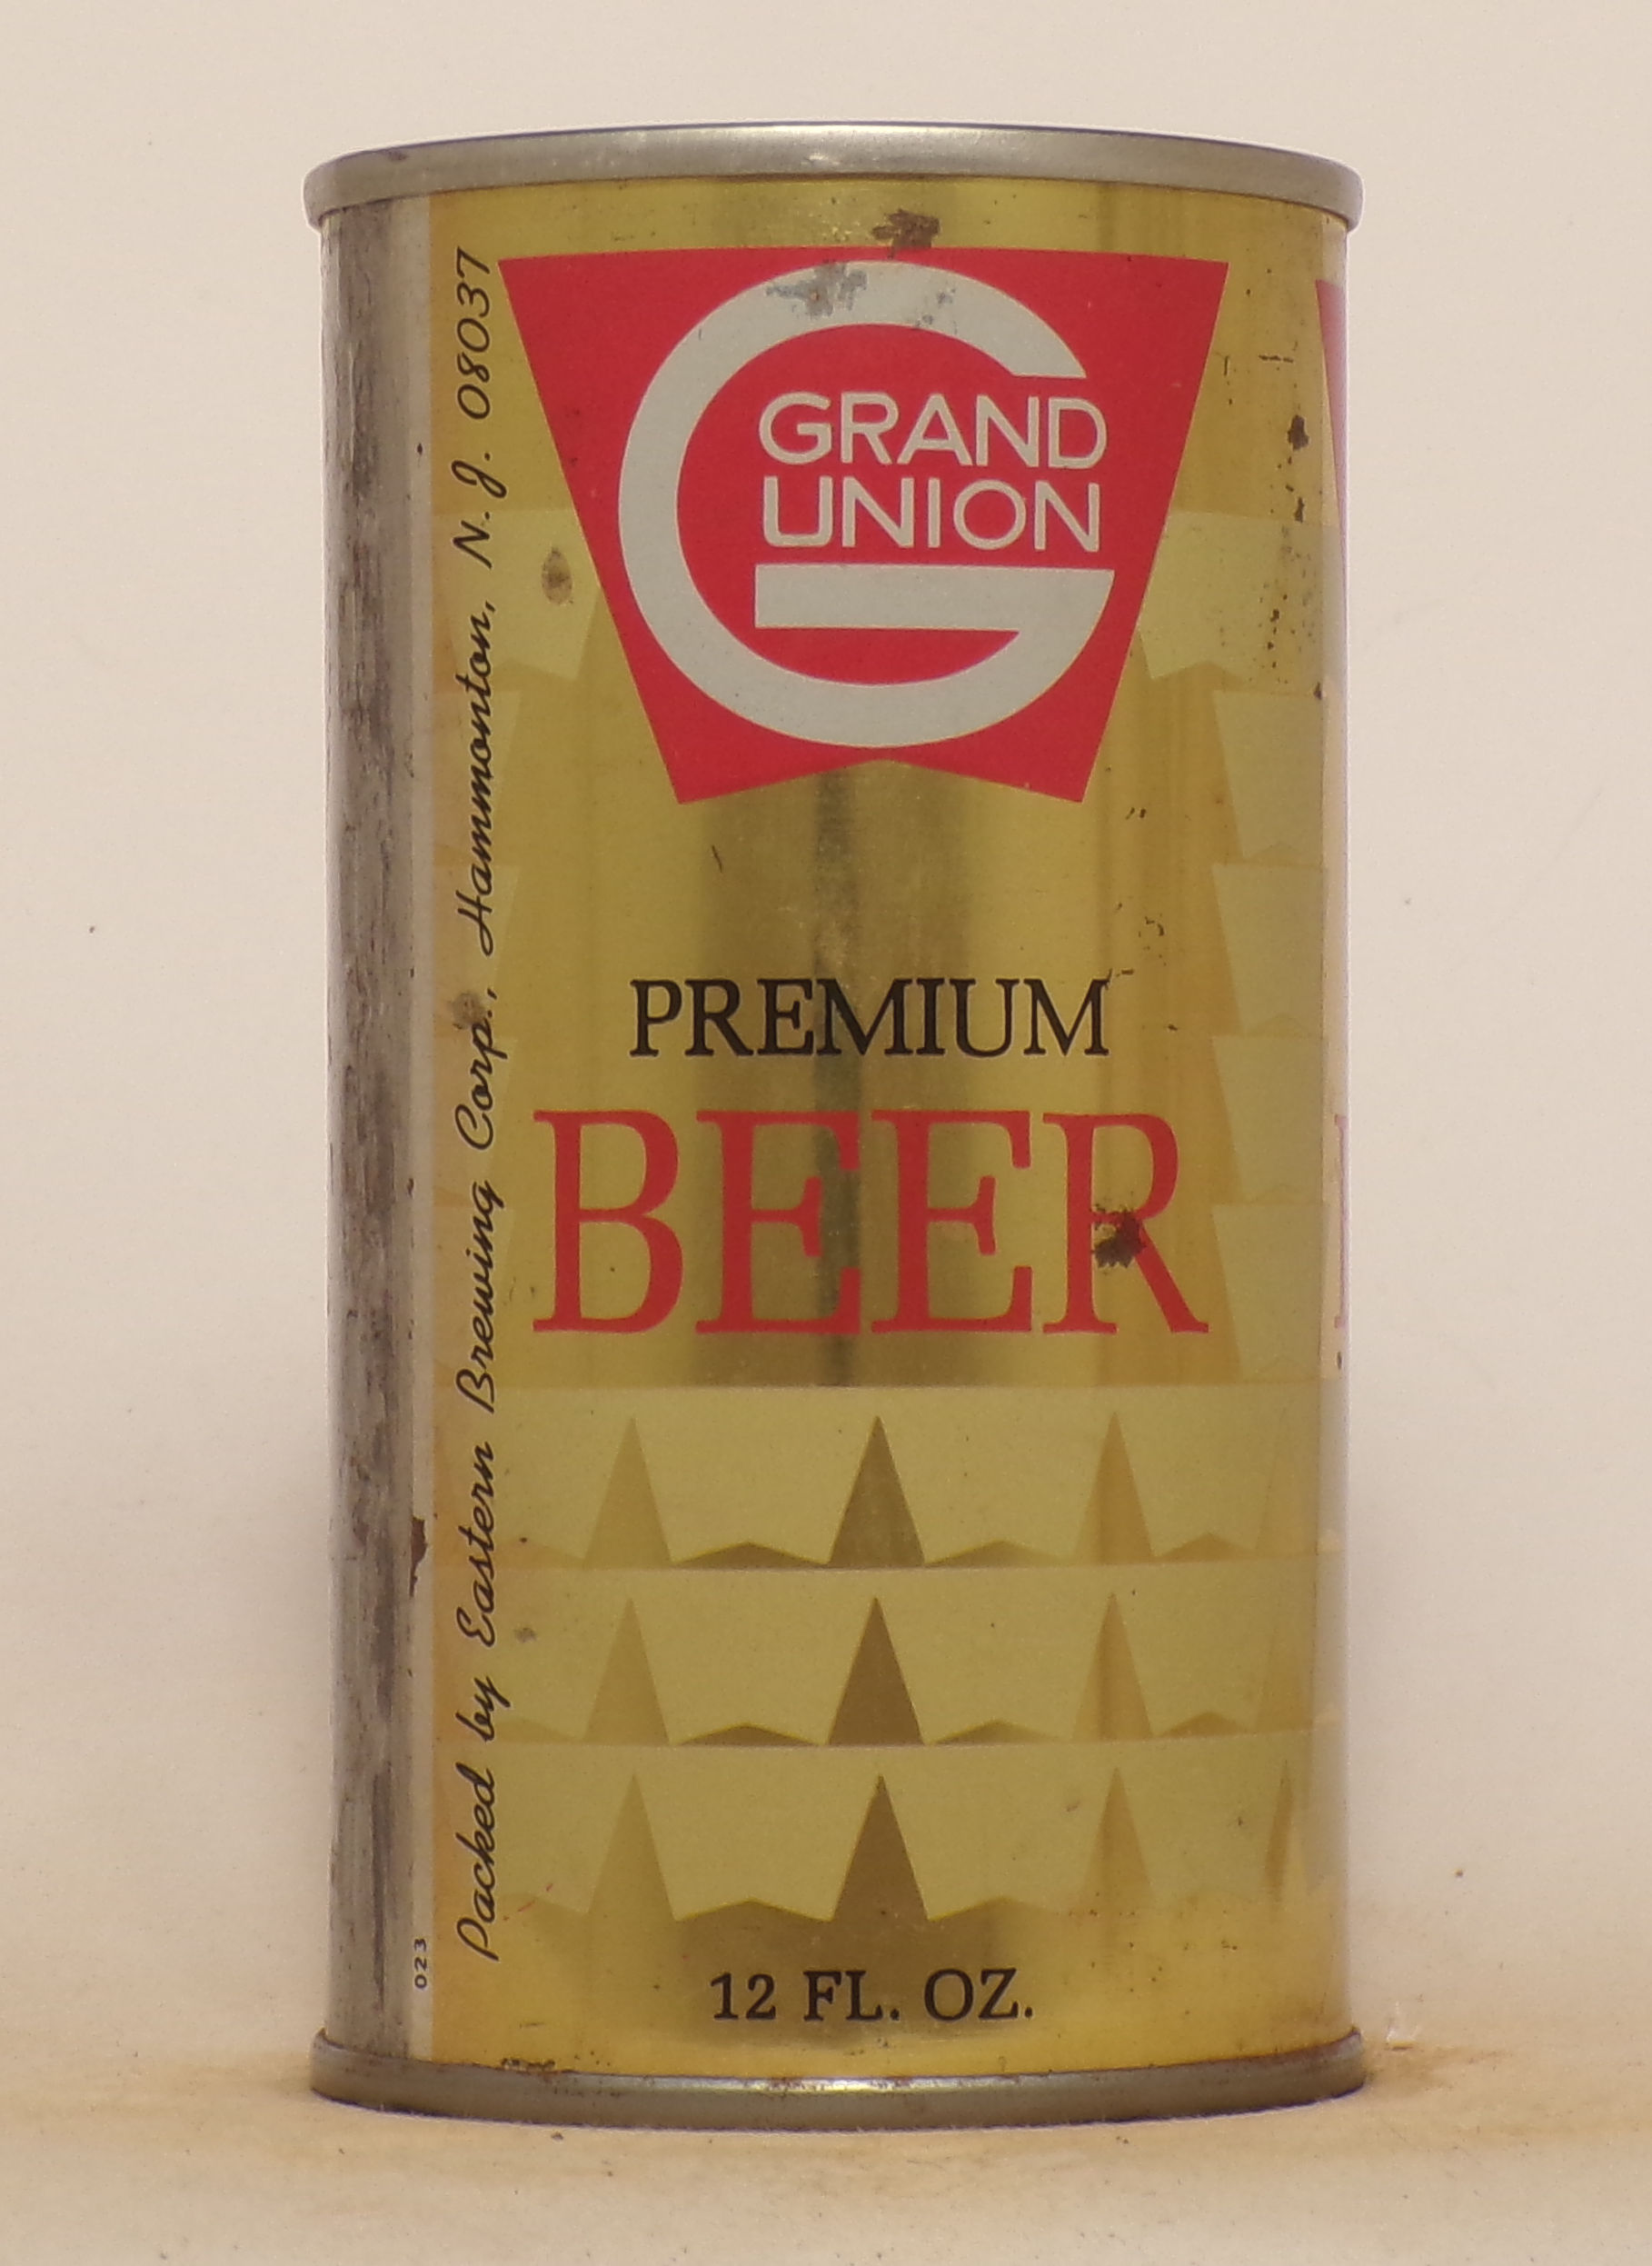 GRAND
UNION
PREMIUM
BEER
12 FL. OZ.
Packed by Eastern Brewing Corp., Hammonton, N. J. 08037
023